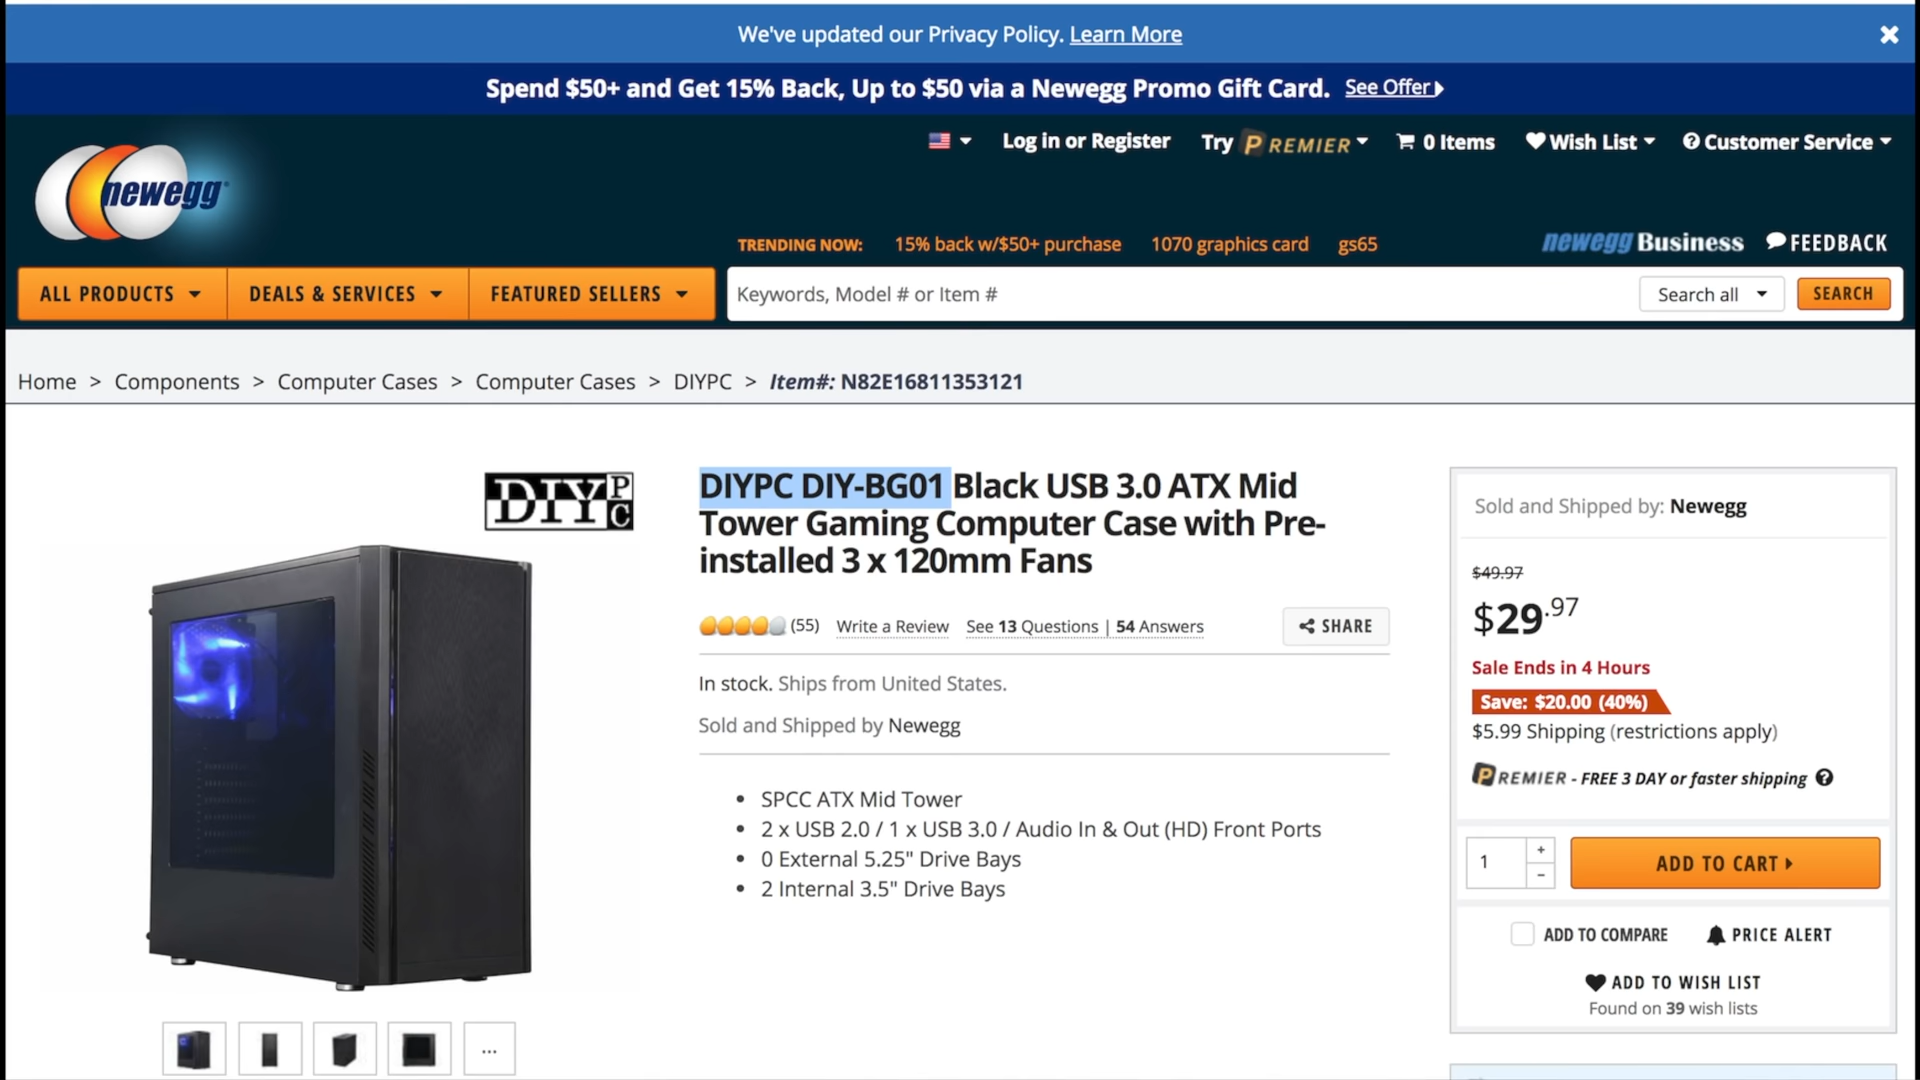 We've updated our Privacy Policy. Learn More
Spend $50+ and Get 15% Back, Up to $50 via a Newegg Promo Gift Card. See Offer
Log in or Register Try PREMIER 0 Items Wish List Customer Service
newegg
TRENDING NOW: 15% back w/$50+ purchase 1070 graphics card gs65 newegg Business FEEDBACK
ALL PRODUCTS DEALS & SERVICES FEATURED SELLERS Keywords, Model # or Item # Search all SEARCH
Home > Components > Computer Cases > Computer Cases > DIYPC > Item#: N82E16811353121
DIYPC
DIYPC DIY-BG01 Black USB 3.0 ATX Mid
Tower Gaming Computer Case with Pre-
installed 3 x 120mm Fans
(55) Write a Review See 13 Questions | 54 Answers SHARE
In stock. Ships from United States.
Sold and Shipped by Newegg
• SPCC ATX Mid Tower
• 2 x USB 2.0 / 1 x USB 3.0 / Audio In & Out (HD) Front Ports
• 0 External 5.25" Drive Bays
• 2 Internal 3.5" Drive Bays
Sold and Shipped by: Newegg
$49.97
$29.97
Sale Ends in 4 Hours
Save: $20.00 (40%)
$5.99 Shipping (restrictions apply)
PREMIER - FREE 3 DAY or faster shipping ?
1 + - ADD TO CART
ADD TO COMPARE PRICE ALERT
ADD TO WISH LIST
Found on 39 wish lists
...